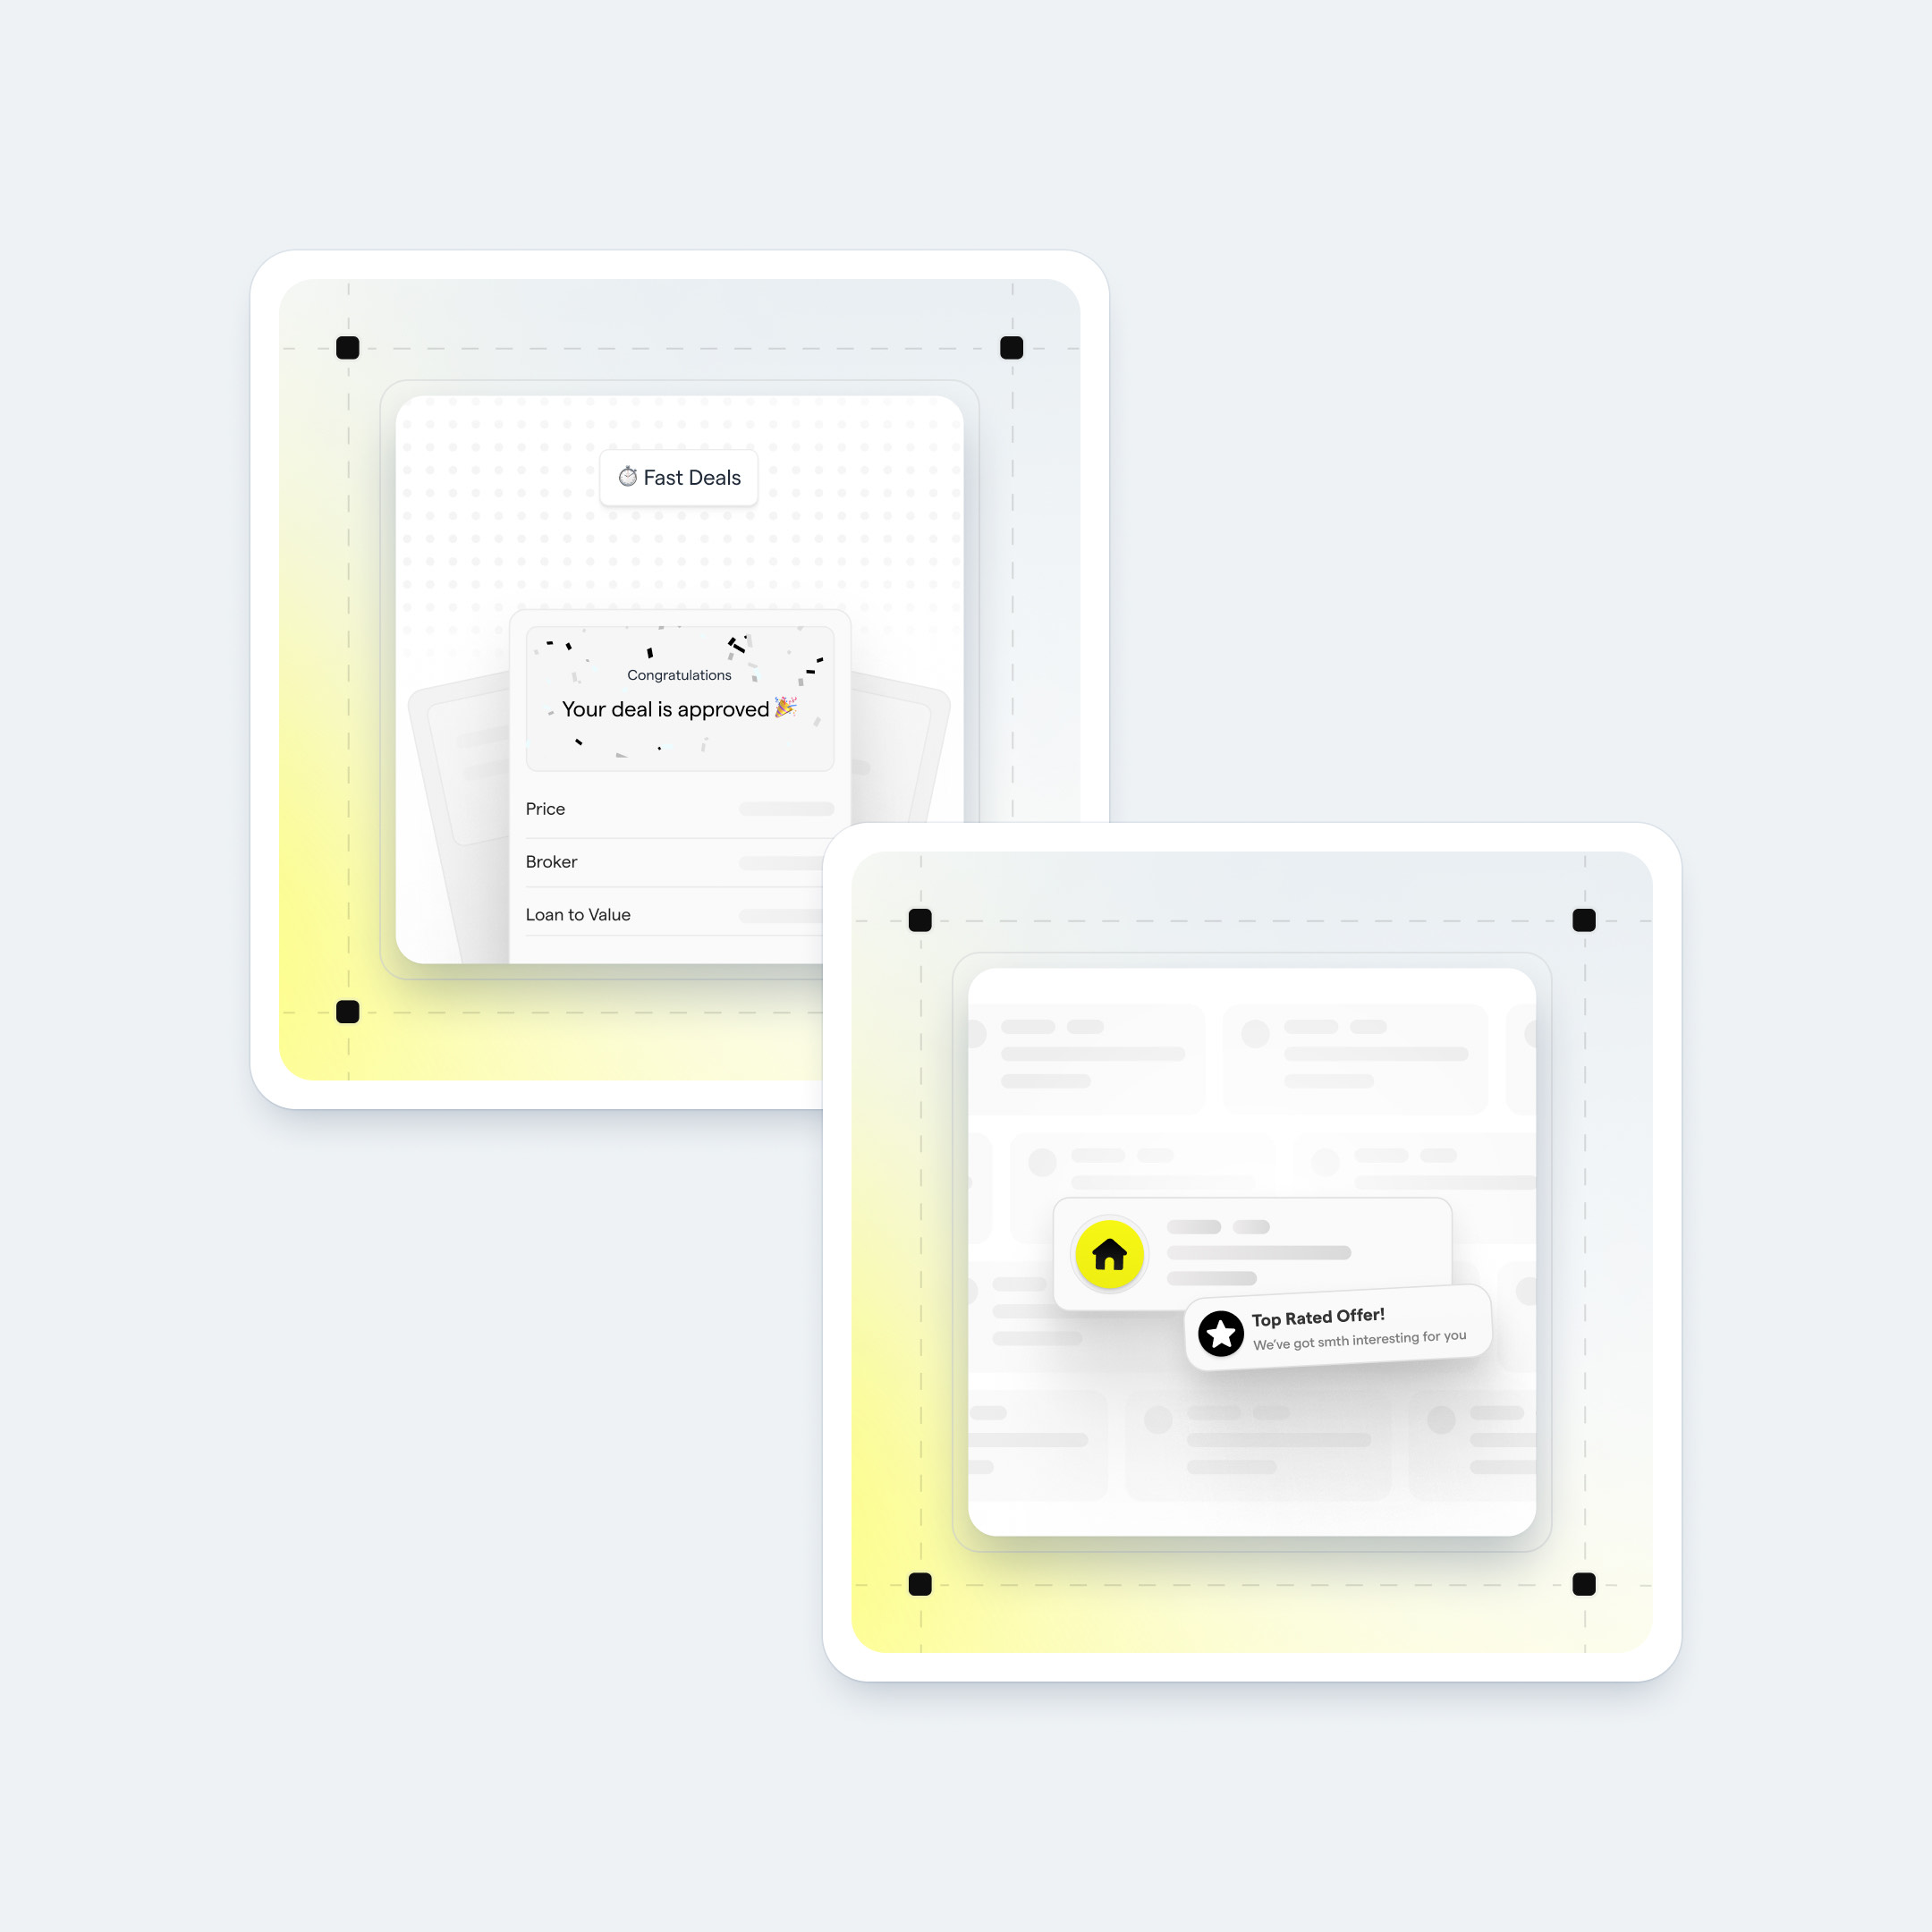 ⏱ Fast Deals
Congratulations
Your deal is approved 🎉
Price
Broker
Loan to Value
Top Rated Offer!
We've got smth interesting for you